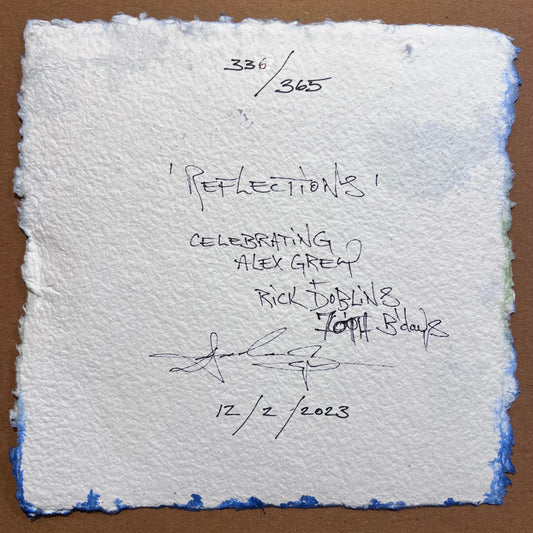 336/365
'REFLECTIONS'
CELEBRATING
ALEX GREY
+
RICK DOBLINS
70TH B'days
12/2/2023